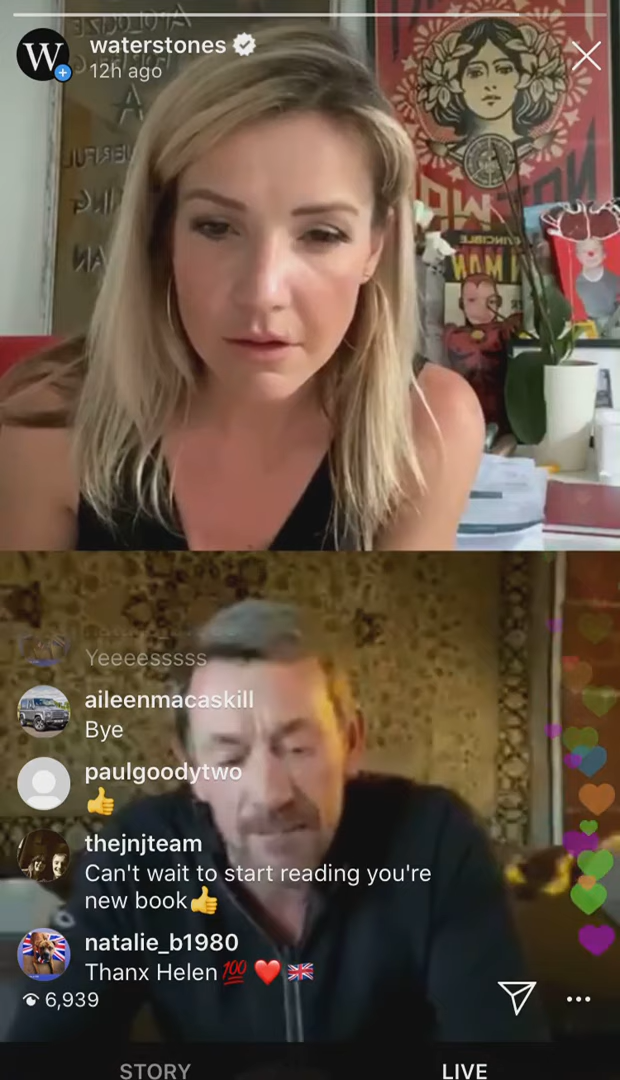 waterstones
12h ago
Yeeeesssss
aileenmacaskill
Bye
paulgoodytwo
👍
thejnjteam
Can't wait to start reading you're
new book👍
natalie_b1980
Thanx Helen💯 ❤️ 🇬🇧
6,939
STORY
LIVE